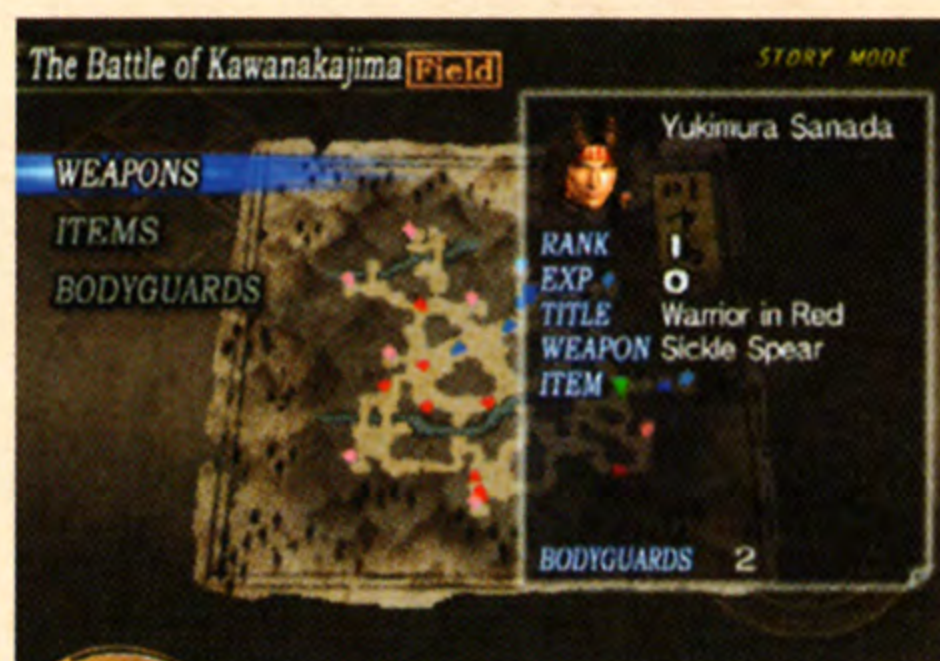 The Battle of Kawanakajima Field
STORY MODE
WEAPONS
ITEMS
BODYGUARDS
Yukimura Sanada
RANK 1
EXP 0
TITLE Warrior in Red
WEAPON Sickle Spear
ITEM
BODYGUARDS 2